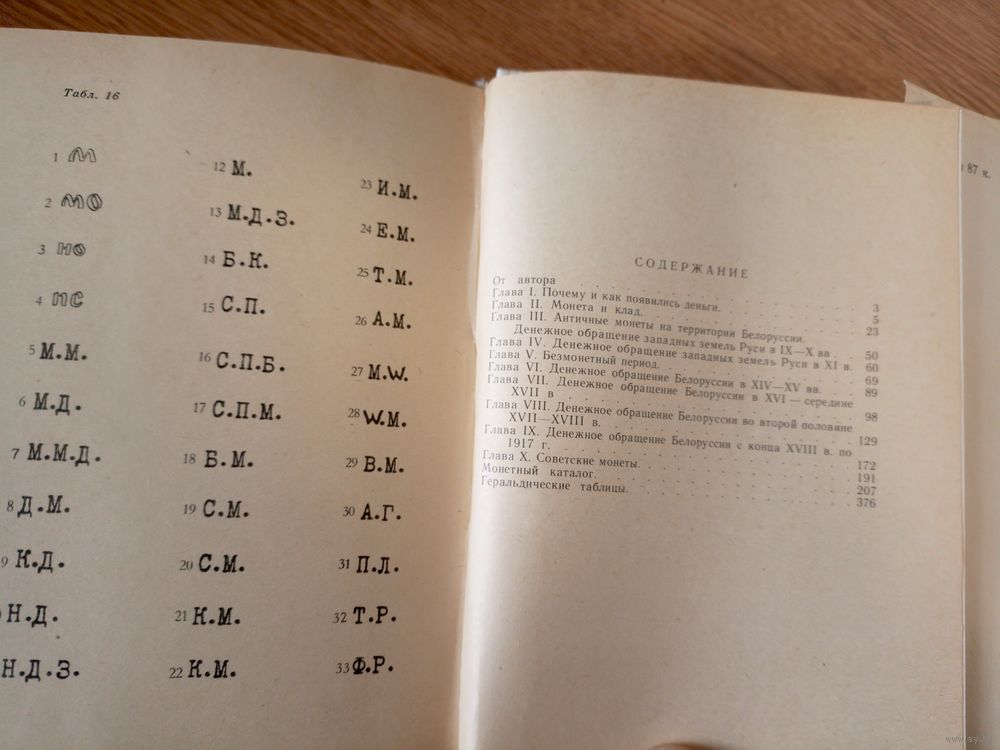 Табл. 16
1 М
2 МО
3 НО
4 ПС
5 М.М.
6 М.Д.
7 М.М.Д.
8 Д.М.
9 К.Д.
Н.Д.
Н.Д.З.
12 М.
13 М.Д.З.
14 Б.К.
15 С.П.
16 С.П.Б.
17 С.П.М.
18 Б.М.
19 С.М.
20 С.М.
21 К.М.
22 К.М.
23 И.М.
24 Е.М.
25 Т.М.
26 А.М.
27 М.W.
28 W.М.
29 В.М.
30 А.Г.
31 П.Л.
32 Т.Р.
33 Ф.Р.
СОДЕРЖАНИЕ
От автора 3
Глава I. Почему и как появились деньги. 5
Глава II. Монета и клад. 23
Глава III. Античные монеты на территории Белоруссии.
Денежное обращение западных земель Руси в IX—X вв. 50
Глава IV. Денежное обращение западных земель Руси в XI в. 60
Глава V. Безмонетный период. 69
Глава VI. Денежное обращение Белоруссии в XIV—XV вв. 89
Глава VII. Денежное обращение Белоруссии в XVI — середине
XVII в 98
Глава VIII. Денежное обращение Белоруссии во второй половине
XVII—XVIII в. 129
Глава IX. Денежное обращение Белоруссии с конца XVIII в. по
1917 г. 172
Глава X. Советские монеты. 191
Монетный каталог. 207
Геральдические таблицы. 376
87 к.